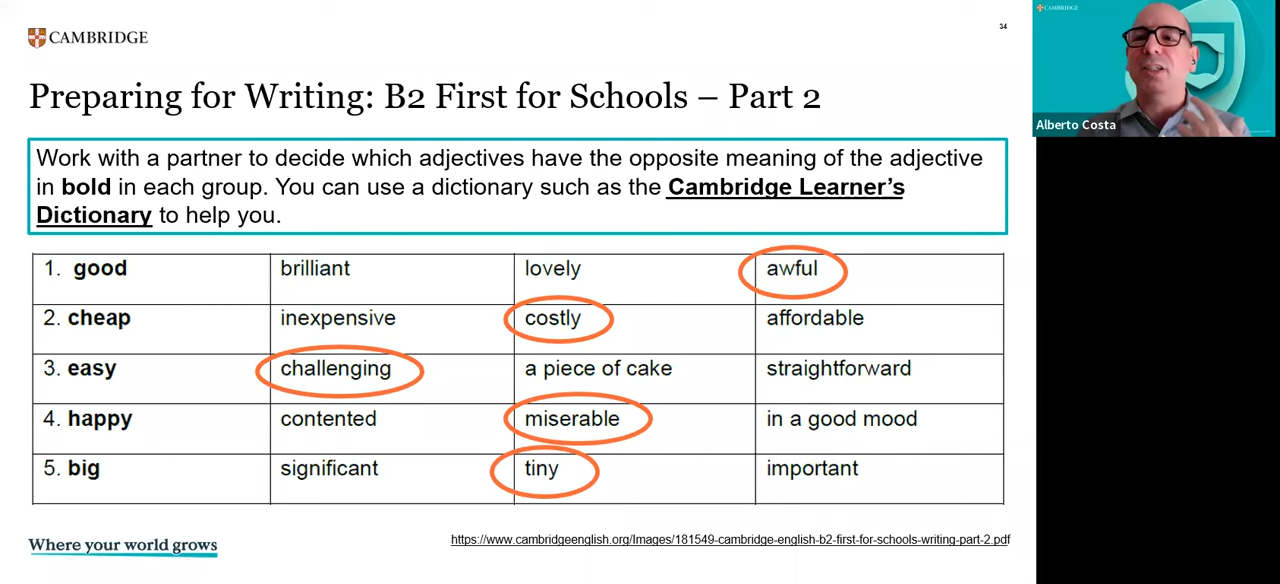 CAMBRIDGE
34
CAMBRIDGE
Alberto Costa
Preparing for Writing: B2 First for Schools – Part 2
Work with a partner to decide which adjectives have the opposite meaning of the adjective
in bold in each group. You can use a dictionary such as the Cambridge Learner's
Dictionary to help you.
1. good brilliant lovely awful
2. cheap inexpensive costly affordable
3. easy challenging a piece of cake straightforward
4. happy contented miserable in a good mood
5. big significant tiny important
Where your world grows
https://www.cambridgeenglish.org/Images/181549-cambridge-english-b2-first-for-schools-writing-part-2.pdf